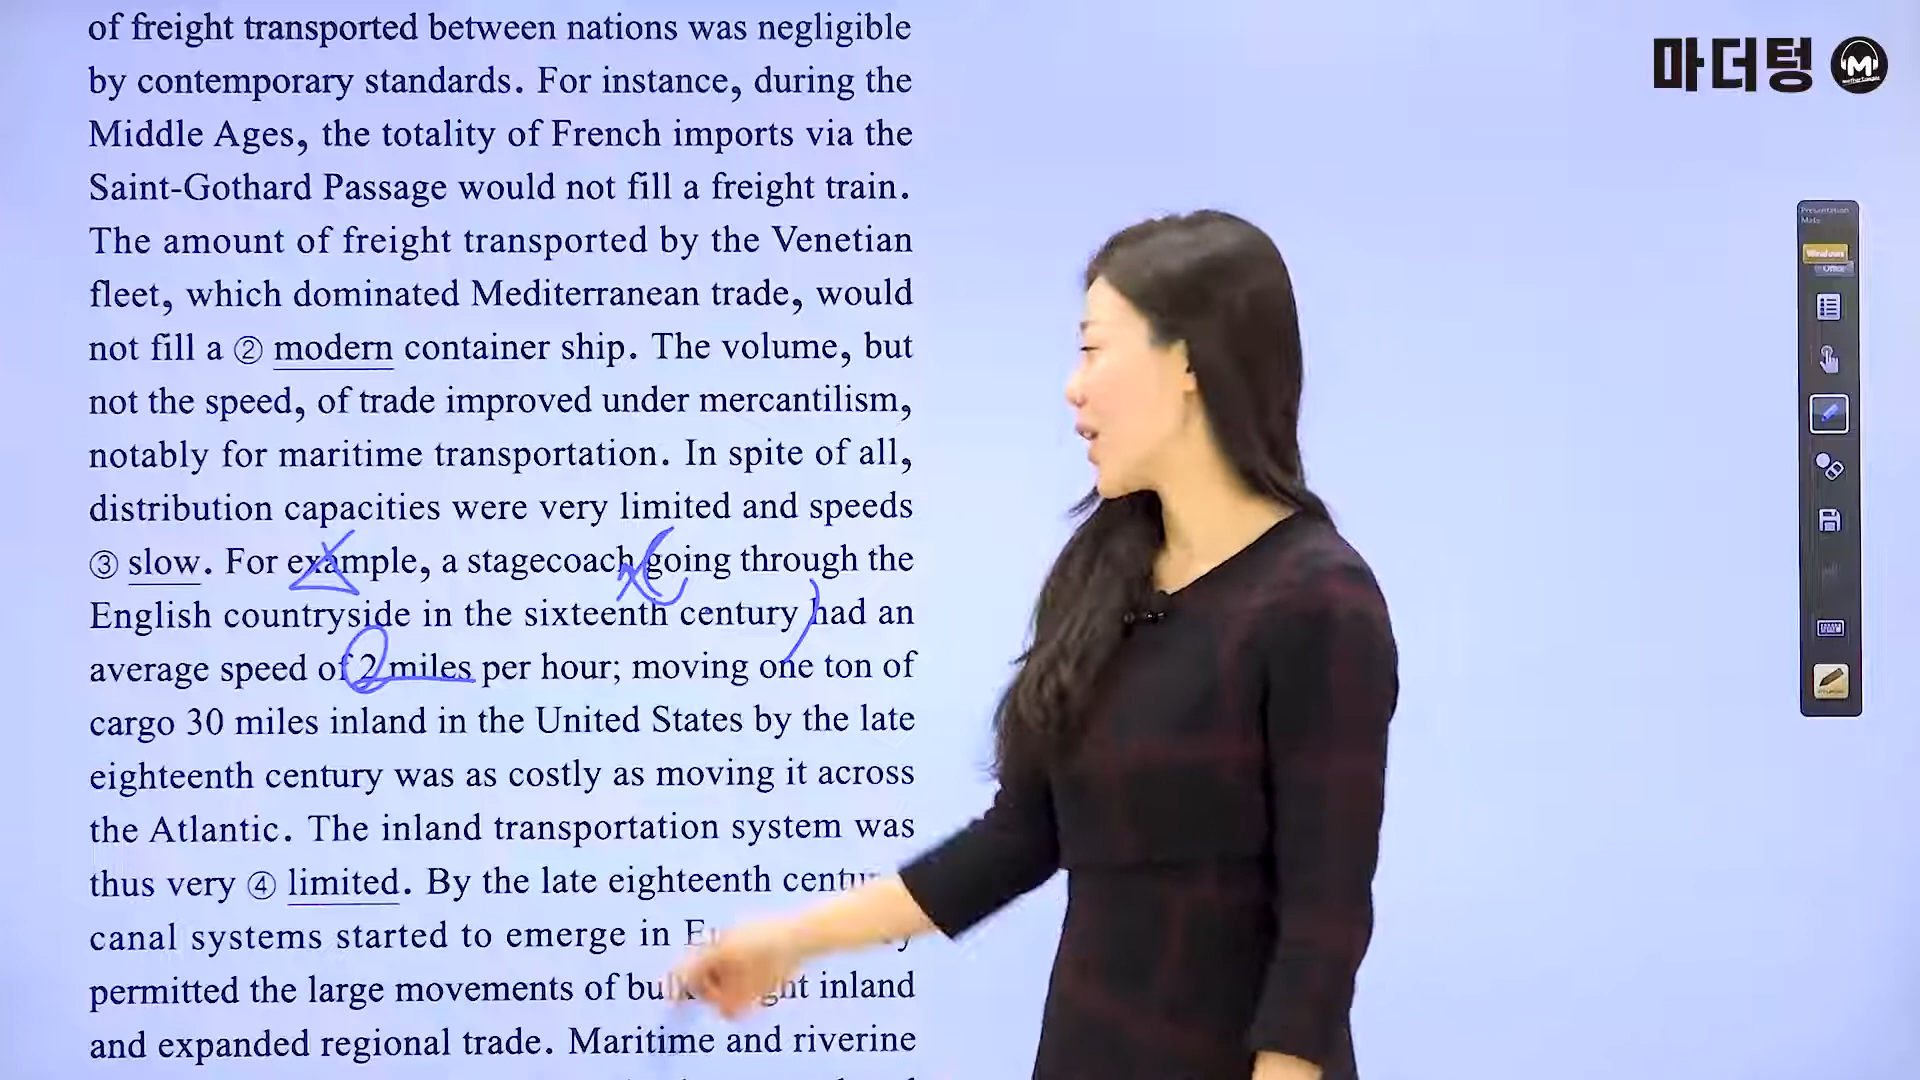 of freight transported between nations was negligible
by contemporary standards. For instance, during the
Middle Ages, the totality of French imports via the
Saint-Gothard Passage would not fill a freight train.
The amount of freight transported by the Venetian
fleet, which dominated Mediterranean trade, would
not fill a ② modern container ship. The volume, but
not the speed, of trade improved under mercantilism,
notably for maritime transportation. In spite of all,
distribution capacities were very limited and speeds
③ slow. For example, a stagecoach going through the
English countryside in the sixteenth century had an
average speed of 2 miles per hour; moving one ton of
cargo 30 miles inland in the United States by the late
eighteenth century was as costly as moving it across
the Atlantic. The inland transportation system was
thus very ④ limited. By the late eighteenth
canal systems started to emerge in
permitted the large movements of inland
and expanded regional trade. Maritime and riverine
마더텅 M
Presentation
Windows
Office